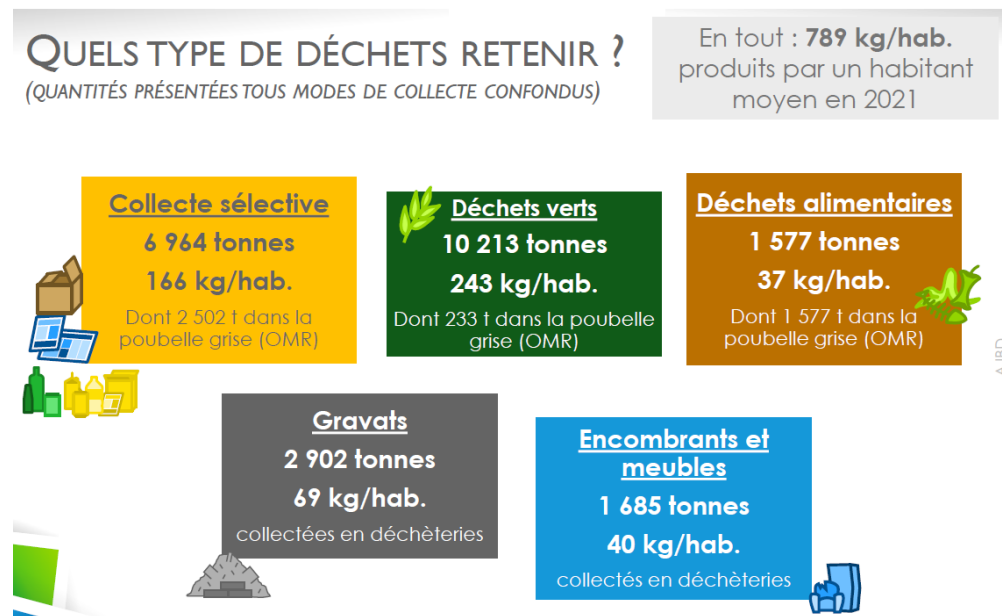 QUELS TYPE DE DÉCHETS RETENIR ?
(QUANTITÉS PRÉSENTÉES TOUS MODES DE COLLECTE CONFONDUS)
En tout : 789 kg/hab.
produits par un habitant
moyen en 2021
Collecte sélective
6 964 tonnes
166 kg/hab.
Dont 2 502 t dans la
poubelle grise (OMR)
Déchets verts
10 213 tonnes
243 kg/hab.
Dont 233 t dans la poubelle
grise (OMR)
Déchets alimentaires
1 577 tonnes
37 kg/hab.
Dont 1 577 t dans la
poubelle grise (OMR)
Gravats
2 902 tonnes
69 kg/hab.
collectées en déchèteries
Encombrants et
meubles
1 685 tonnes
40 kg/hab.
collectés en déchèteries